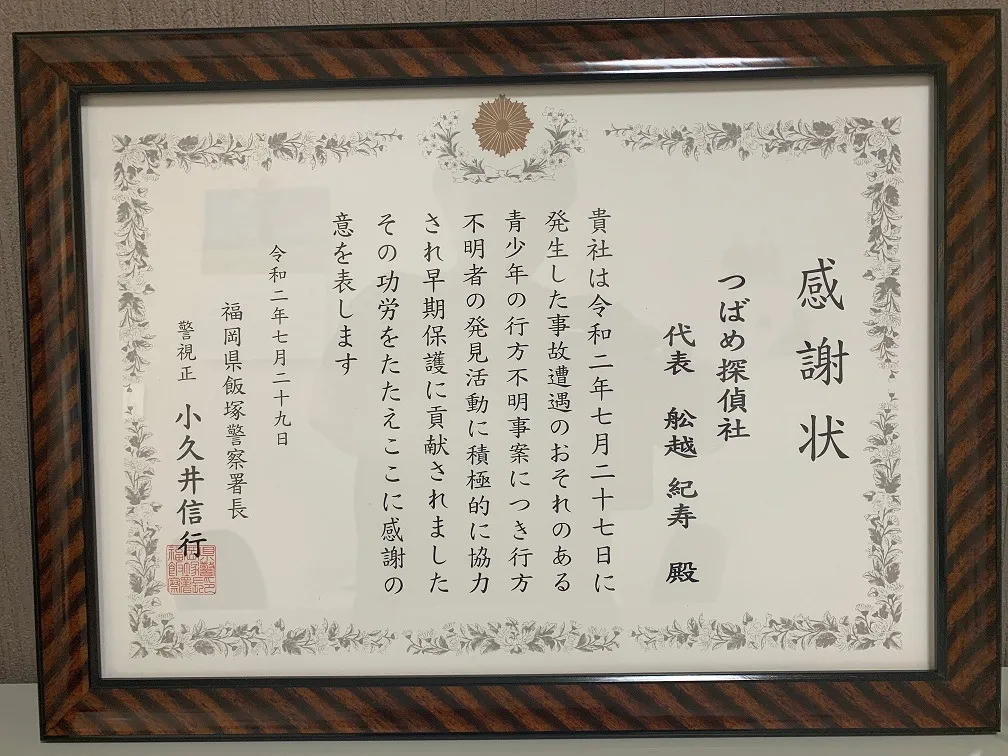 感謝状
つばめ探偵社
代表 舩越 紀寿 殿
貴社は令和二年七月二十七日に
発生した事故遭遇のおそれのある
青少年の行方不明事案につき行方
不明者の発見活動に積極的に協力
され早期保護に貢献されました
その功労をたたえここに感謝の
意を表します
令和二年七月二十九日
福岡県飯塚警察署長
警視正 小久井信行